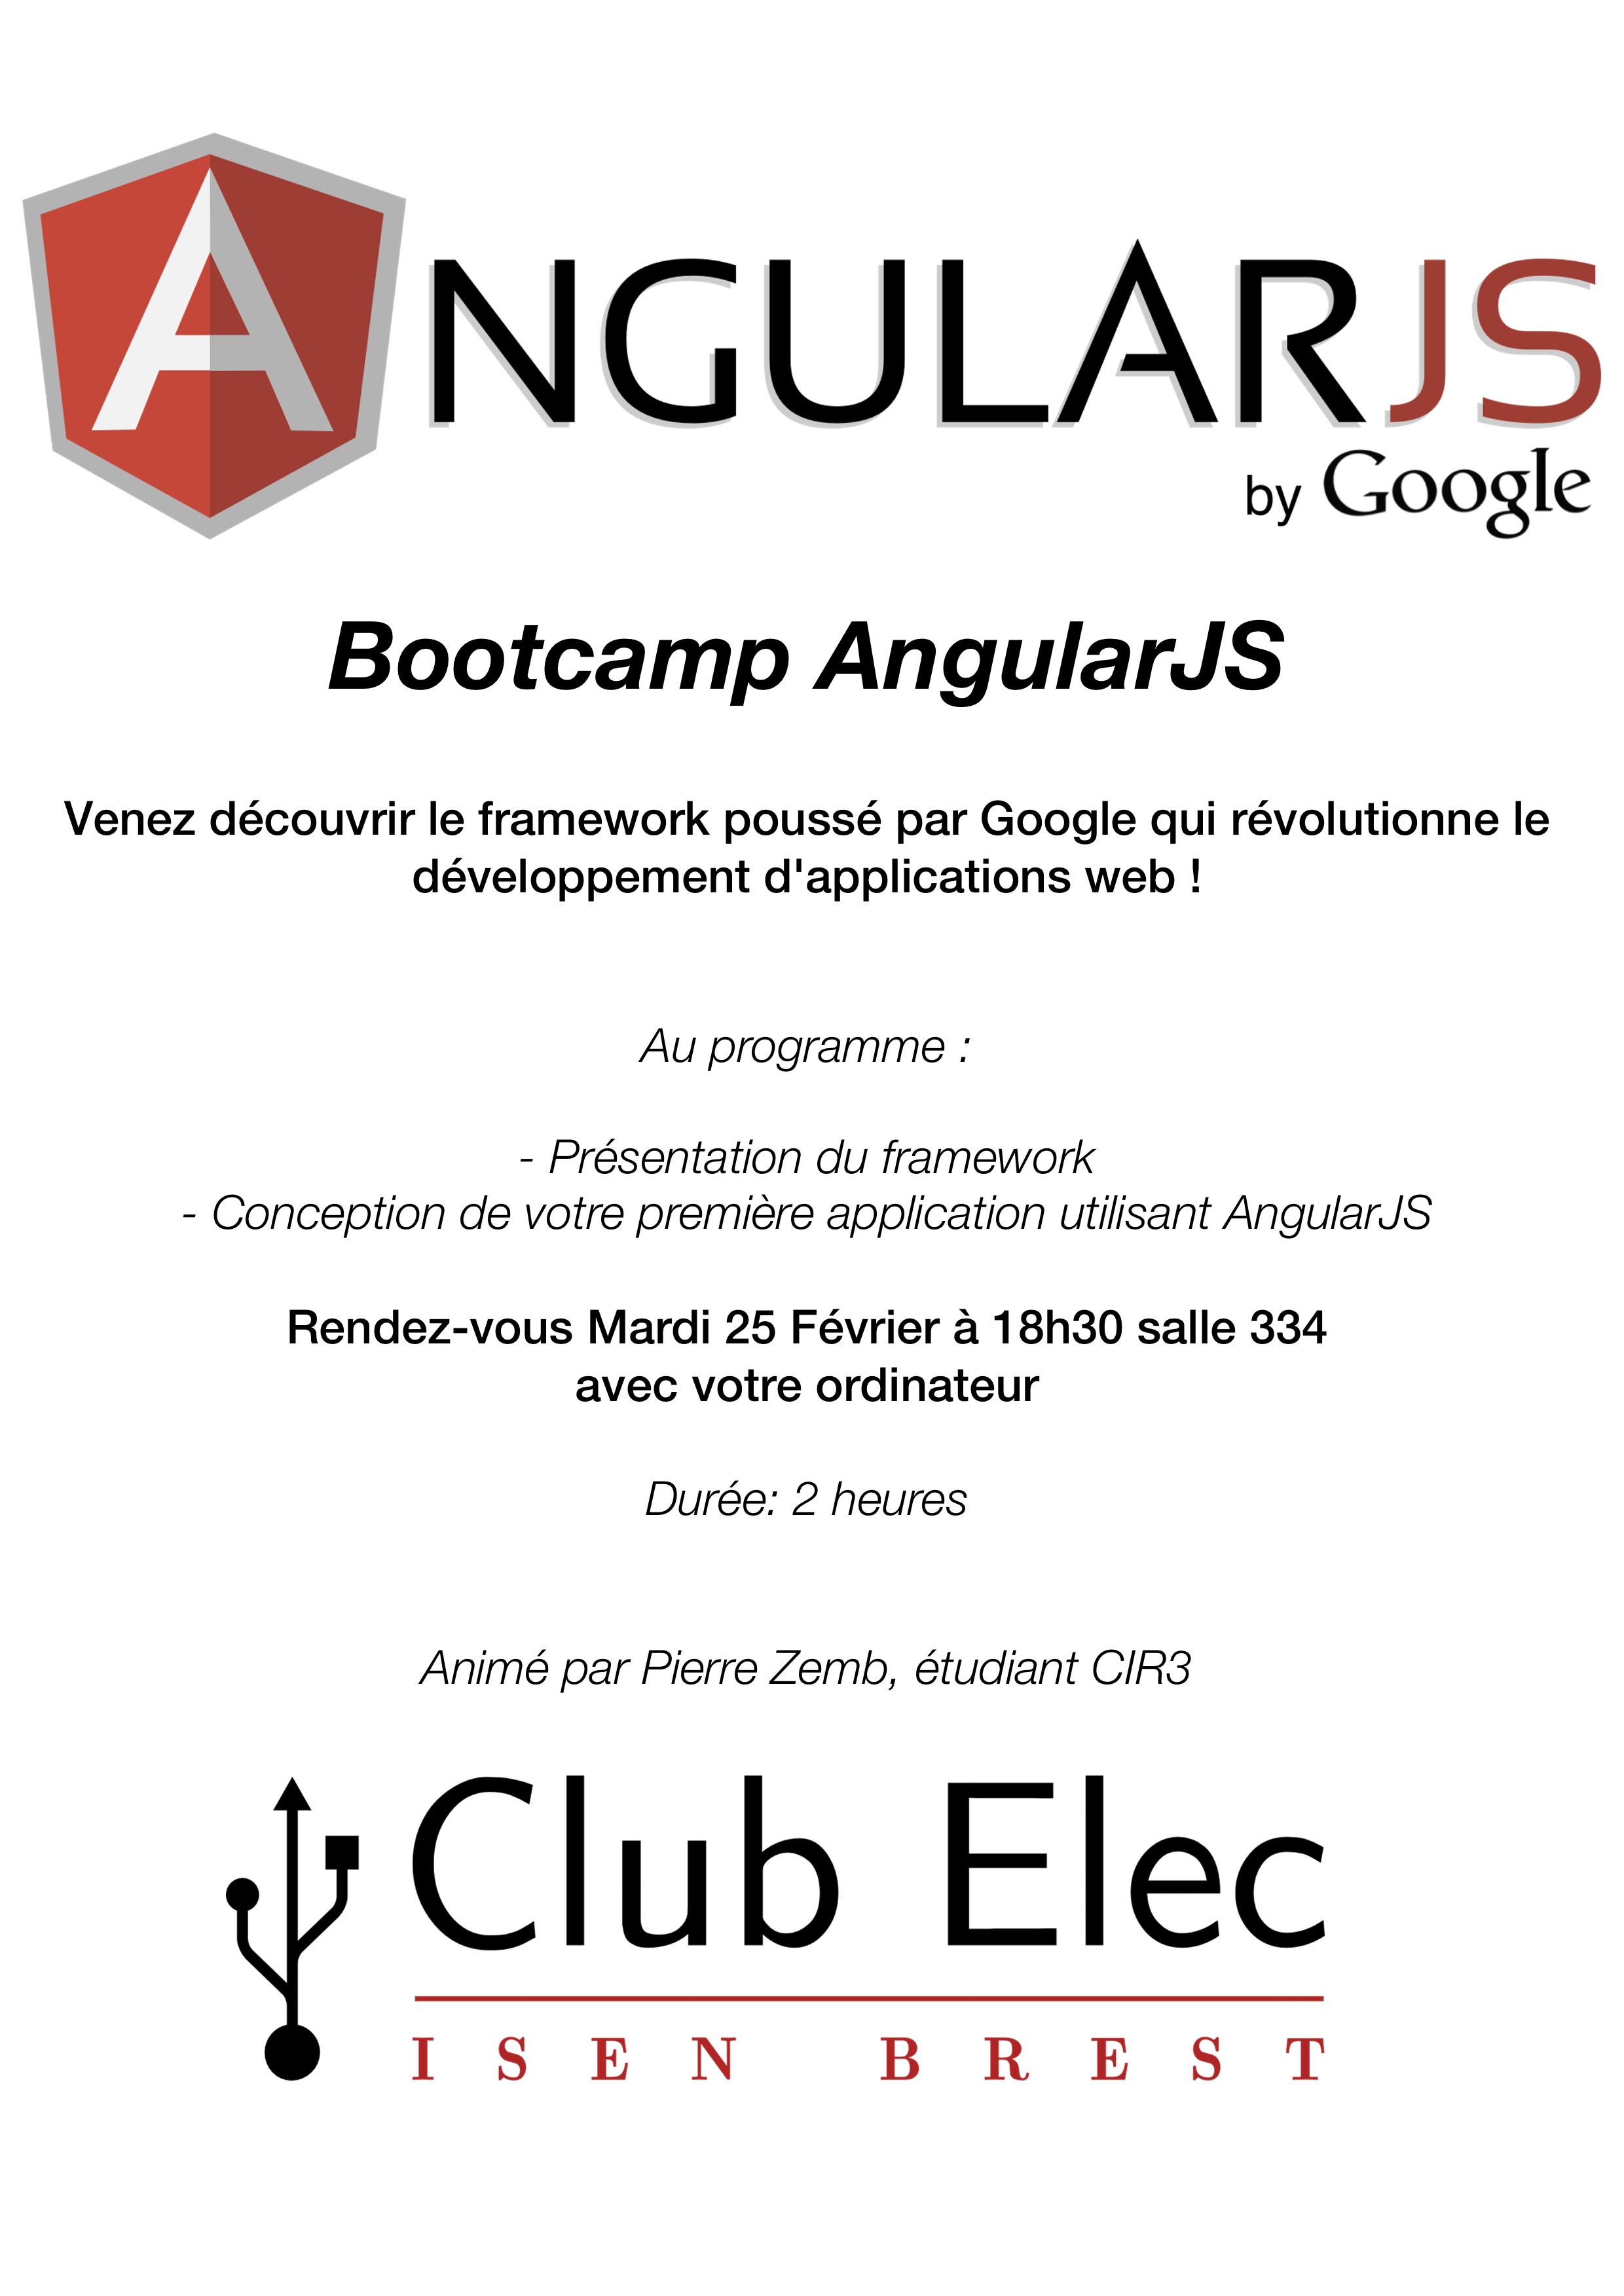 ANGULARJS
by Google
Bootcamp AngularJS
Venez découvrir le framework poussé par Google qui révolutionne le
développement d'applications web !
Au programme :
- Présentation du framework
- Conception de votre première application utilisant AngularJS
Rendez-vous Mardi 25 Février à 18h30 salle 334
avec votre ordinateur
Durée: 2 heures
Animé par Pierre Zemb, étudiant CIR3
Club Elec
ISEN BREST